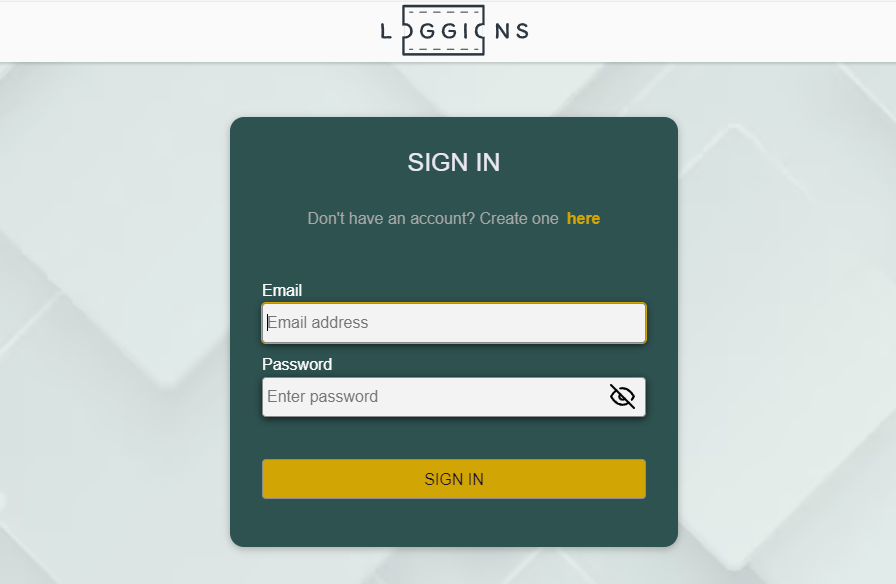 LOGGIONS
SIGN IN
Don't have an account? Create one here
Email
Email address
Password
Enter password
SIGN IN